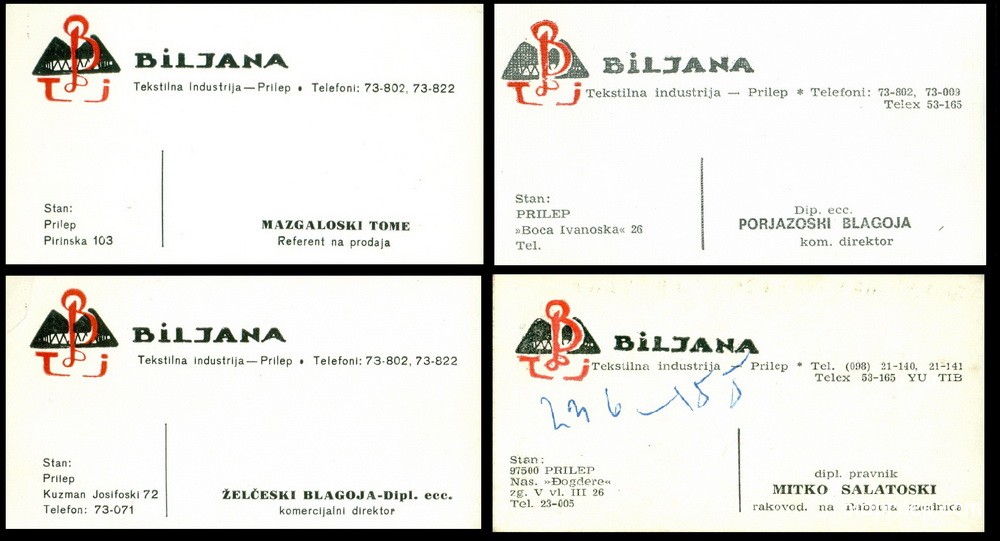 BiLJANA
Tekstilna Industrija—Prilep • Telefoni: 73-802, 73-822
Stan:
Prilep
Pirinska 103
MAZGALOSKI TOME
Referent na prodaja
BiLJANA
Tekstilna industrija — Prilep * Telefoni: 73-802, 73-009
Telex 53-165
Stan:
PRILEP
»Boca Ivanoska« 26
Tel.
Dip. ecc.
PORJAZOSKI BLAGOJA
kom. direktor
BiLJANA
Tekstilna industrija—Prilep • Telefoni: 73-802, 73-822
Stan:
Prilep
Kuzman Josifoski 72
Telefon: 73-071
ŽELČESKI BLAGOJA-Dipl. ecc.
komercijalni direktor
BiLJANA
Tekstilna industrija — Prilep * Tel. (098) 21-140, 21-141
Telex 53-165 YU TIB
Stan:
97500 PRILEP
Nas. »Đogdere«
zg. V vl. III 26
Tel. 23-005
dipl. pravnik
MITKO SALATOSKI
rakovod. na Rabotna